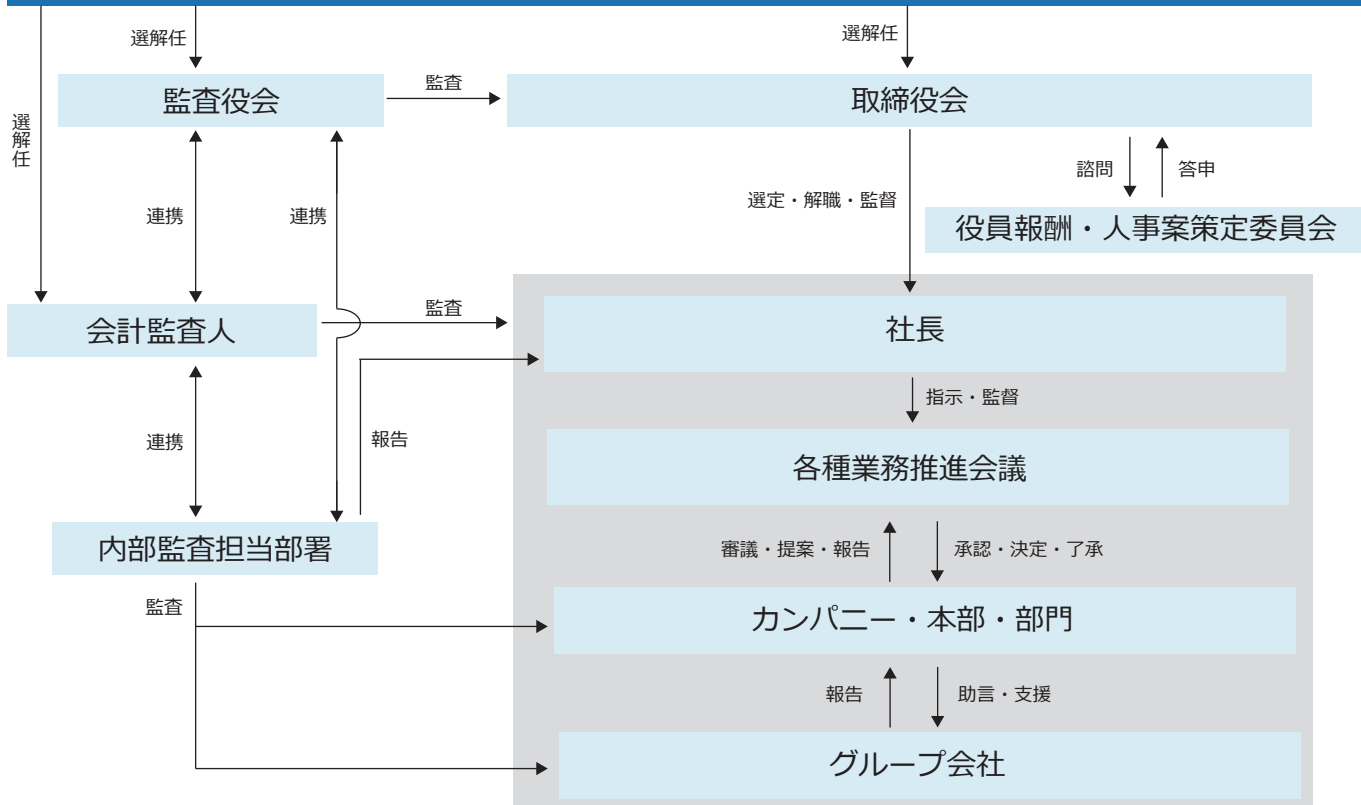 選解任
選解任
選解任
監査役会
監査
取締役会
諮問
答申
連携
連携
選定・解職・監督
役員報酬・人事案策定委員会
会計監査人
監査
社長
指示・監督
連携
報告
各種業務推進会議
内部監査担当部署
審議・提案・報告
承認・決定・了承
監査
カンパニー・本部・部門
報告
助言・支援
グループ会社